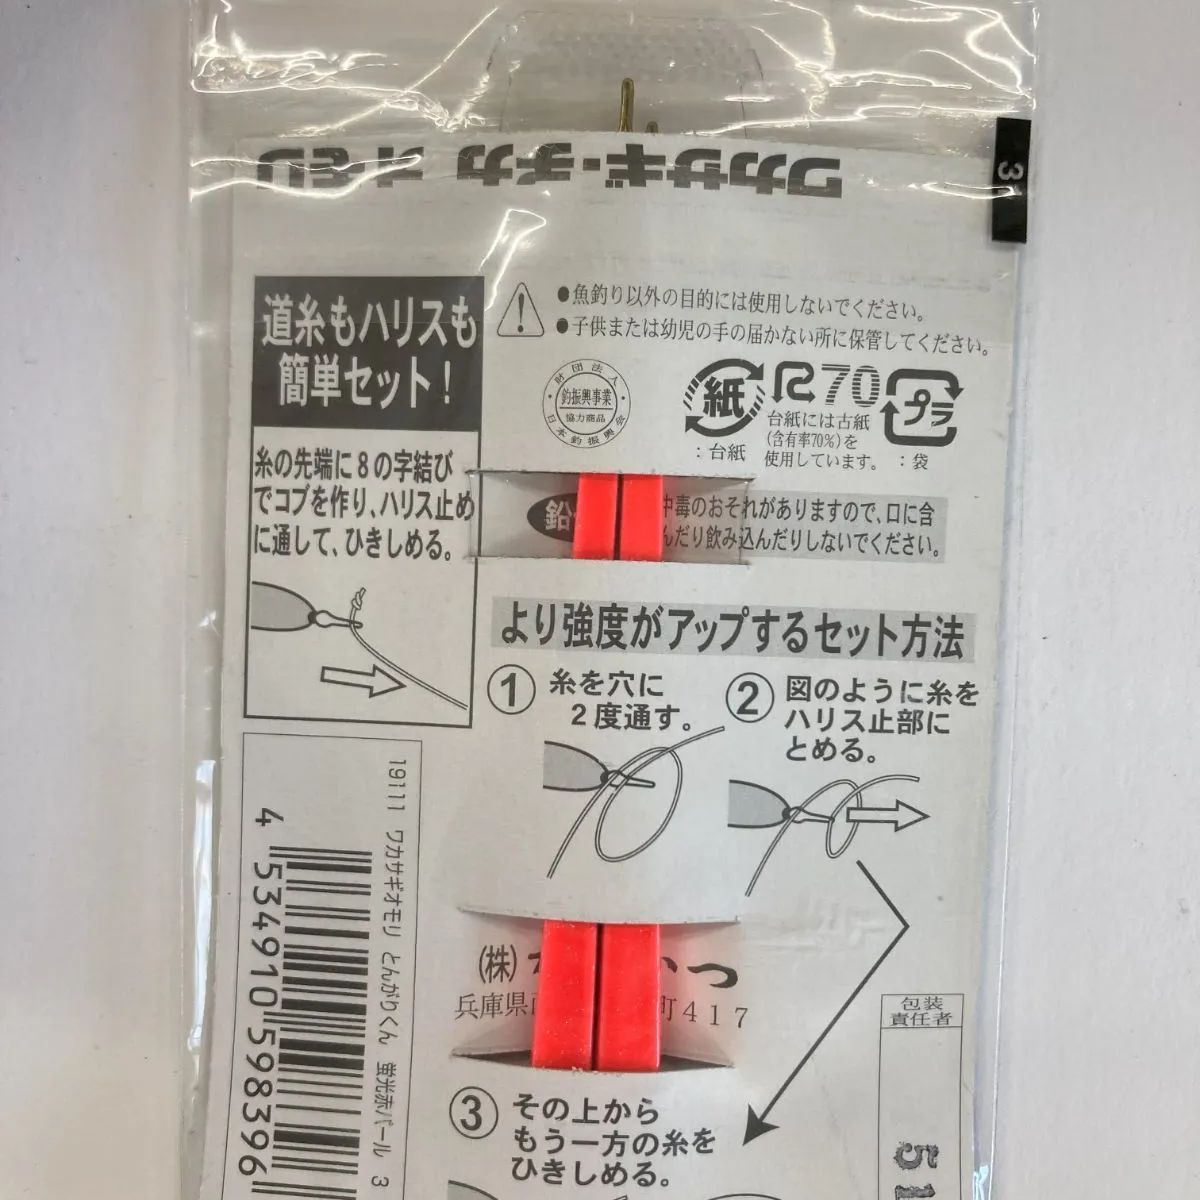 ワカサギ・チカ オモリ
3
道糸もハリスも
簡単セット!
糸の先端に8の字結び
でコブを作り、ハリス止め
に通して、ひきしめる。
●魚釣り以外の目的には使用しないでください。
●子供または幼児の手の届かない所に保管してください。
財団法人
釣振興事業
協力商品
日本釣振興会
紙
:台紙
R70
台紙には古紙
(含有率70%)を
使用しています。
プラ
:袋
鉛
中毒のおそれがありますので、口に含
んだり飲み込んだりしないでください。
より強度がアップするセット方法
① 糸を穴に
2度通す。
② 図のように糸を
ハリス止部に
とめる。
③ その上から
もう一方の糸を
ひきしめる。
(株) かつ
兵庫県 町417
包装
責任者
51
19111 ワカサギオモリ とんがりくん 蛍光赤パール 3
4 534910 598396